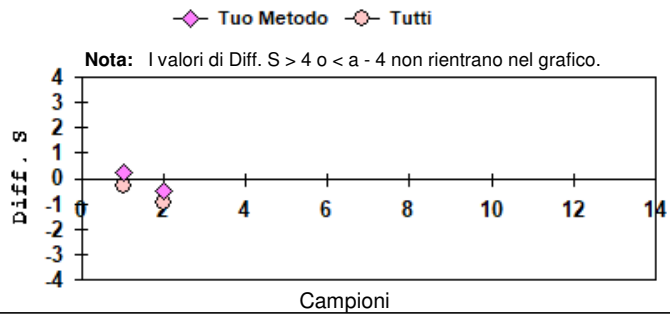 Tuo Metodo Tutti
Nota: I valori di Diff. S > 4 o < a - 4 non rientrano nel grafico.
4
3
2
1
0
-1
-2
-3
-4
Diff. S
0 2 4 6 8 10 12 14
Campioni